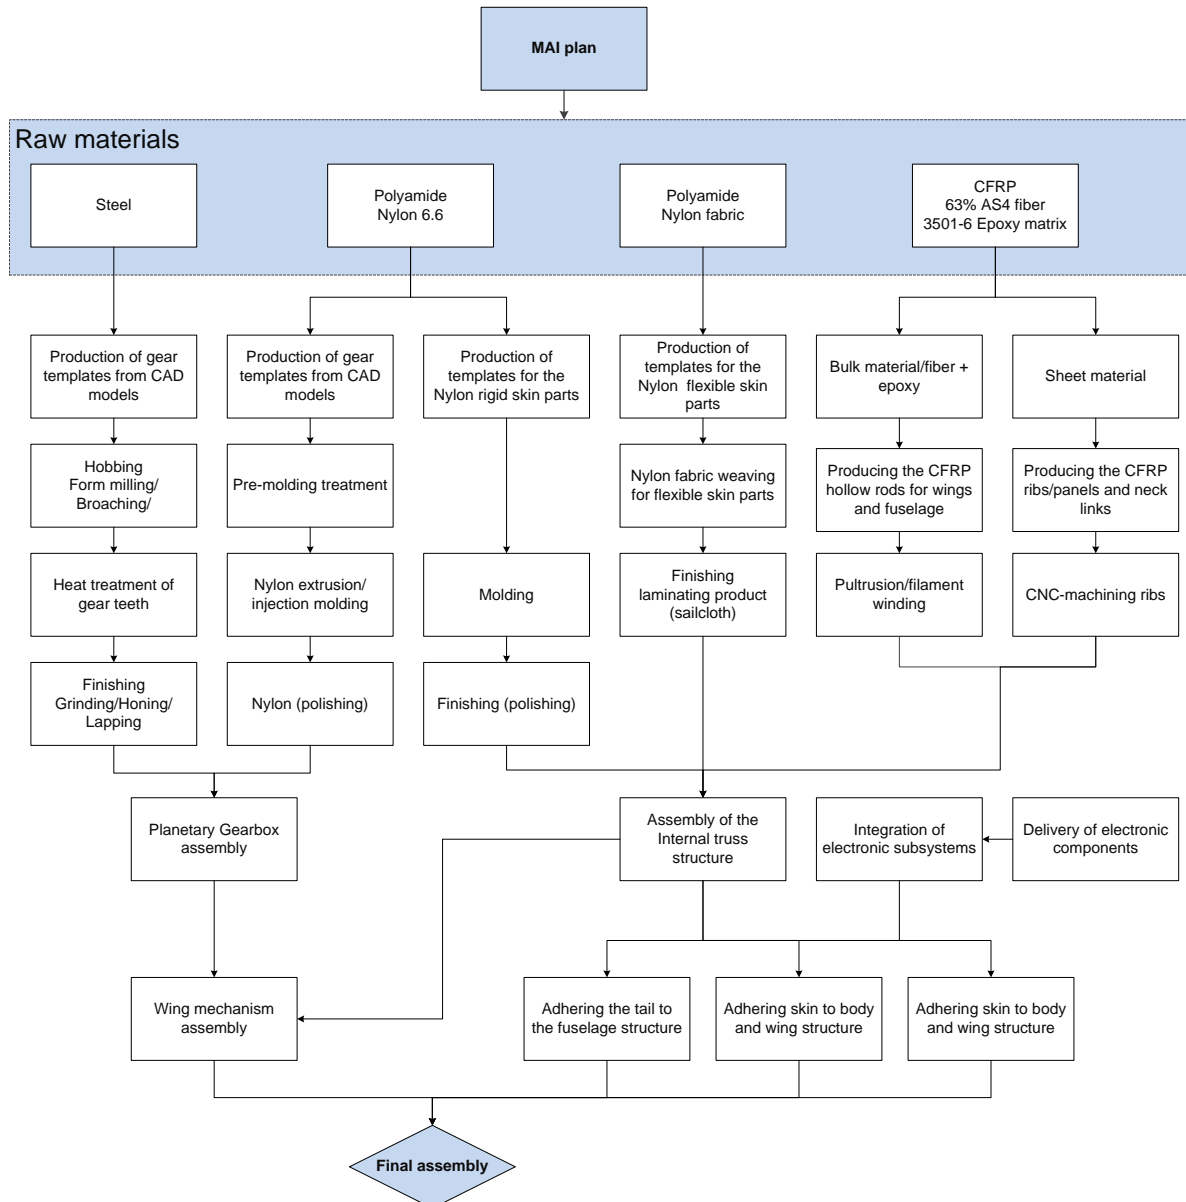 MAI plan
Raw materials
Steel
Polyamide
Nylon 6.6
Polyamide
Nylon fabric
CFRP
63% AS4 fiber
3501-6 Epoxy matrix
Production of gear
templates from CAD
models
Production of gear
templates from CAD
models
Production of
templates for the
Nylon rigid skin parts
Production of
templates for the
Nylon  flexible skin
parts
Bulk material/fiber +
epoxy
Sheet material
Hobbing
Form milling/
Broaching/
Pre-molding treatment
Nylon fabric weaving
for flexible skin parts
Producing the CFRP
hollow rods for wings
and fuselage
Producing the CFRP
ribs/panels and neck
links
Heat treatment of
gear teeth
Nylon extrusion/
injection molding
Molding
Finishing
laminating product
(sailcloth)
Pultrusion/filament
winding
CNC-machining ribs
Finishing
Grinding/Honing/
Lapping
Nylon (polishing)
Finishing (polishing)
Planetary Gearbox
assembly
Assembly of the
Internal truss
structure
Integration of
electronic subsystems
Delivery of electronic
components
Wing mechanism
assembly
Adhering the tail to
the fuselage structure
Adhering skin to body
and wing structure
Adhering skin to body
and wing structure
Final assembly